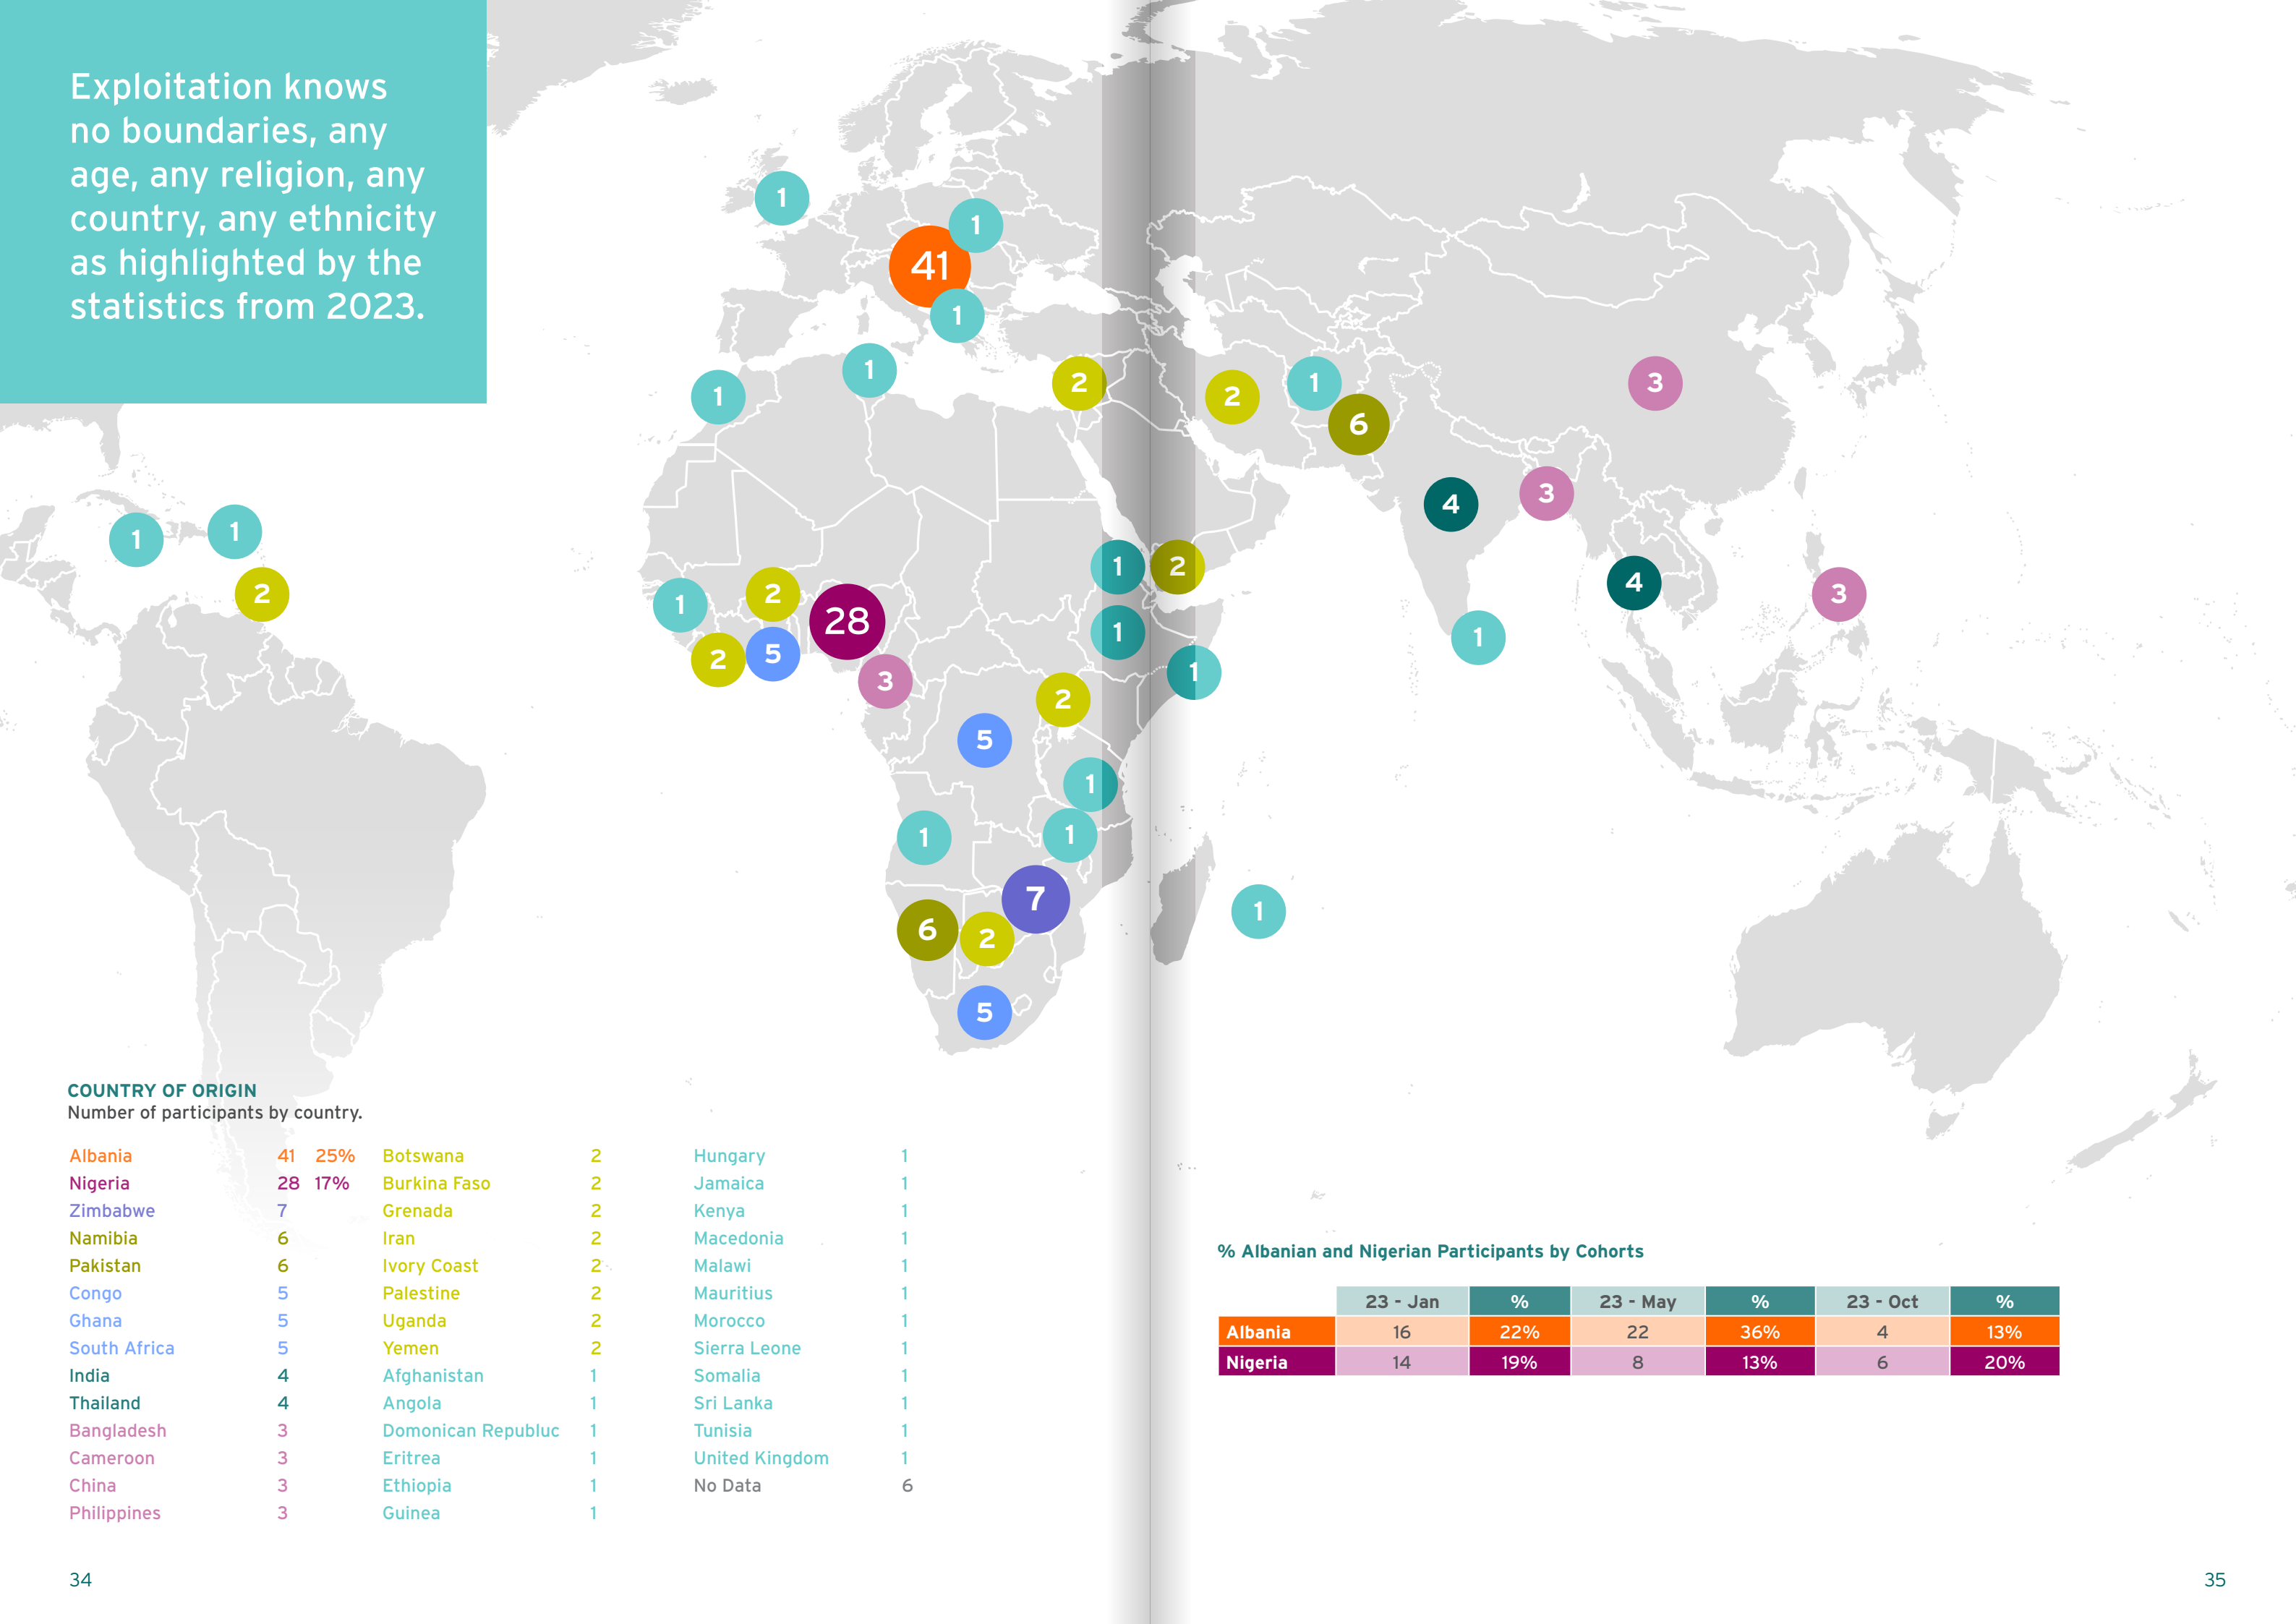 Exploitation knows
no boundaries, any
age, any religion, any
country, any ethnicity
as highlighted by the
statistics from 2023.
1
1
41
1
1
1
2
2
1
6
3
1
1
2
4
3
1
2
4
3
1
2
28
1
2
5
1
3
1
2
5
1
1
1
7
1
6
2
5
COUNTRY OF ORIGIN
Number of participants by country.
Albania 41 25%
Nigeria 28 17%
Zimbabwe 7
Namibia 6
Pakistan 6
Congo 5
Ghana 5
South Africa 5
India 4
Thailand 4
Bangladesh 3
Cameroon 3
China 3
Philippines 3
Botswana 2
Burkina Faso 2
Grenada 2
Iran 2
Ivory Coast 2
Palestine 2
Uganda 2
Yemen 2
Afghanistan 1
Angola 1
Domonican Republuc 1
Eritrea 1
Ethiopia 1
Guinea 1
Hungary 1
Jamaica 1
Kenya 1
Macedonia 1
Malawi 1
Mauritius 1
Morocco 1
Sierra Leone 1
Somalia 1
Sri Lanka 1
Tunisia 1
United Kingdom 1
No Data 6
% Albanian and Nigerian Participants by Cohorts
23 - Jan % 23 - May % 23 - Oct %
Albania 16 22% 22 36% 4 13%
Nigeria 14 19% 8 13% 6 20%
34
35